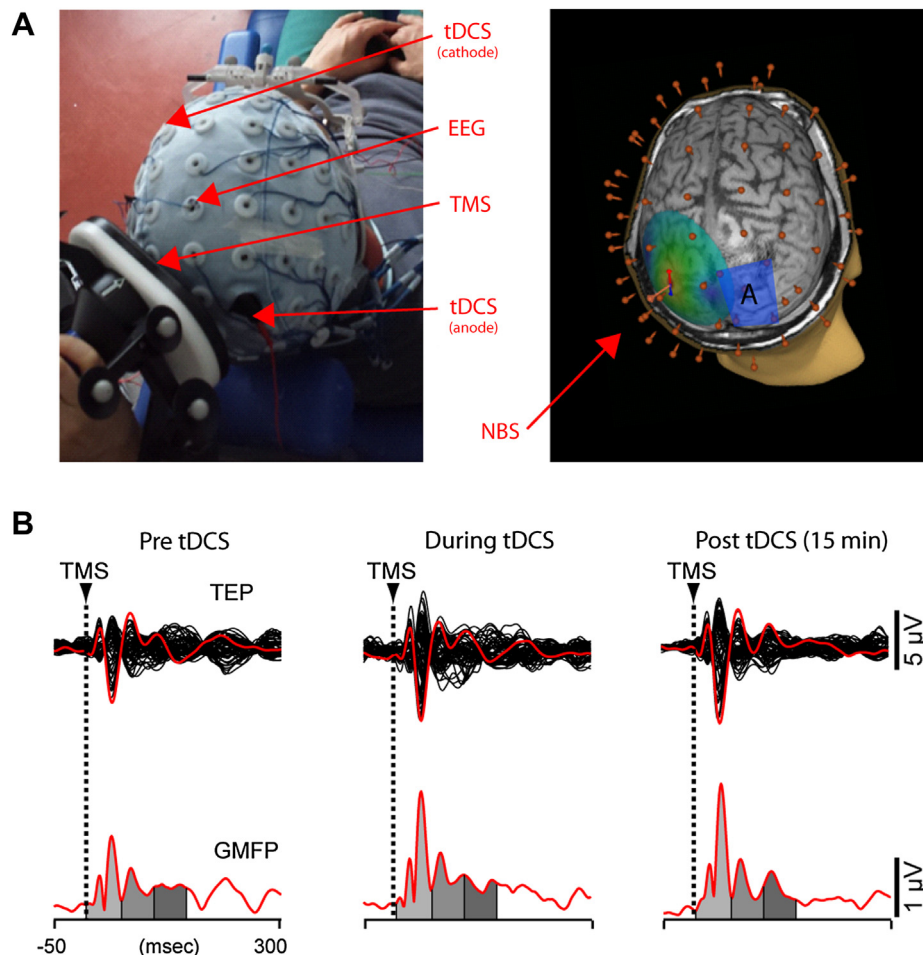 A
tDCS
(cathode)
EEG
TMS
tDCS
(anode)
NBS
A
B
Pre tDCS
During tDCS
Post tDCS (15 min)
TMS
TEP
TMS
TMS
5 µV
GMFP
1 µV
-50
(msec)
300